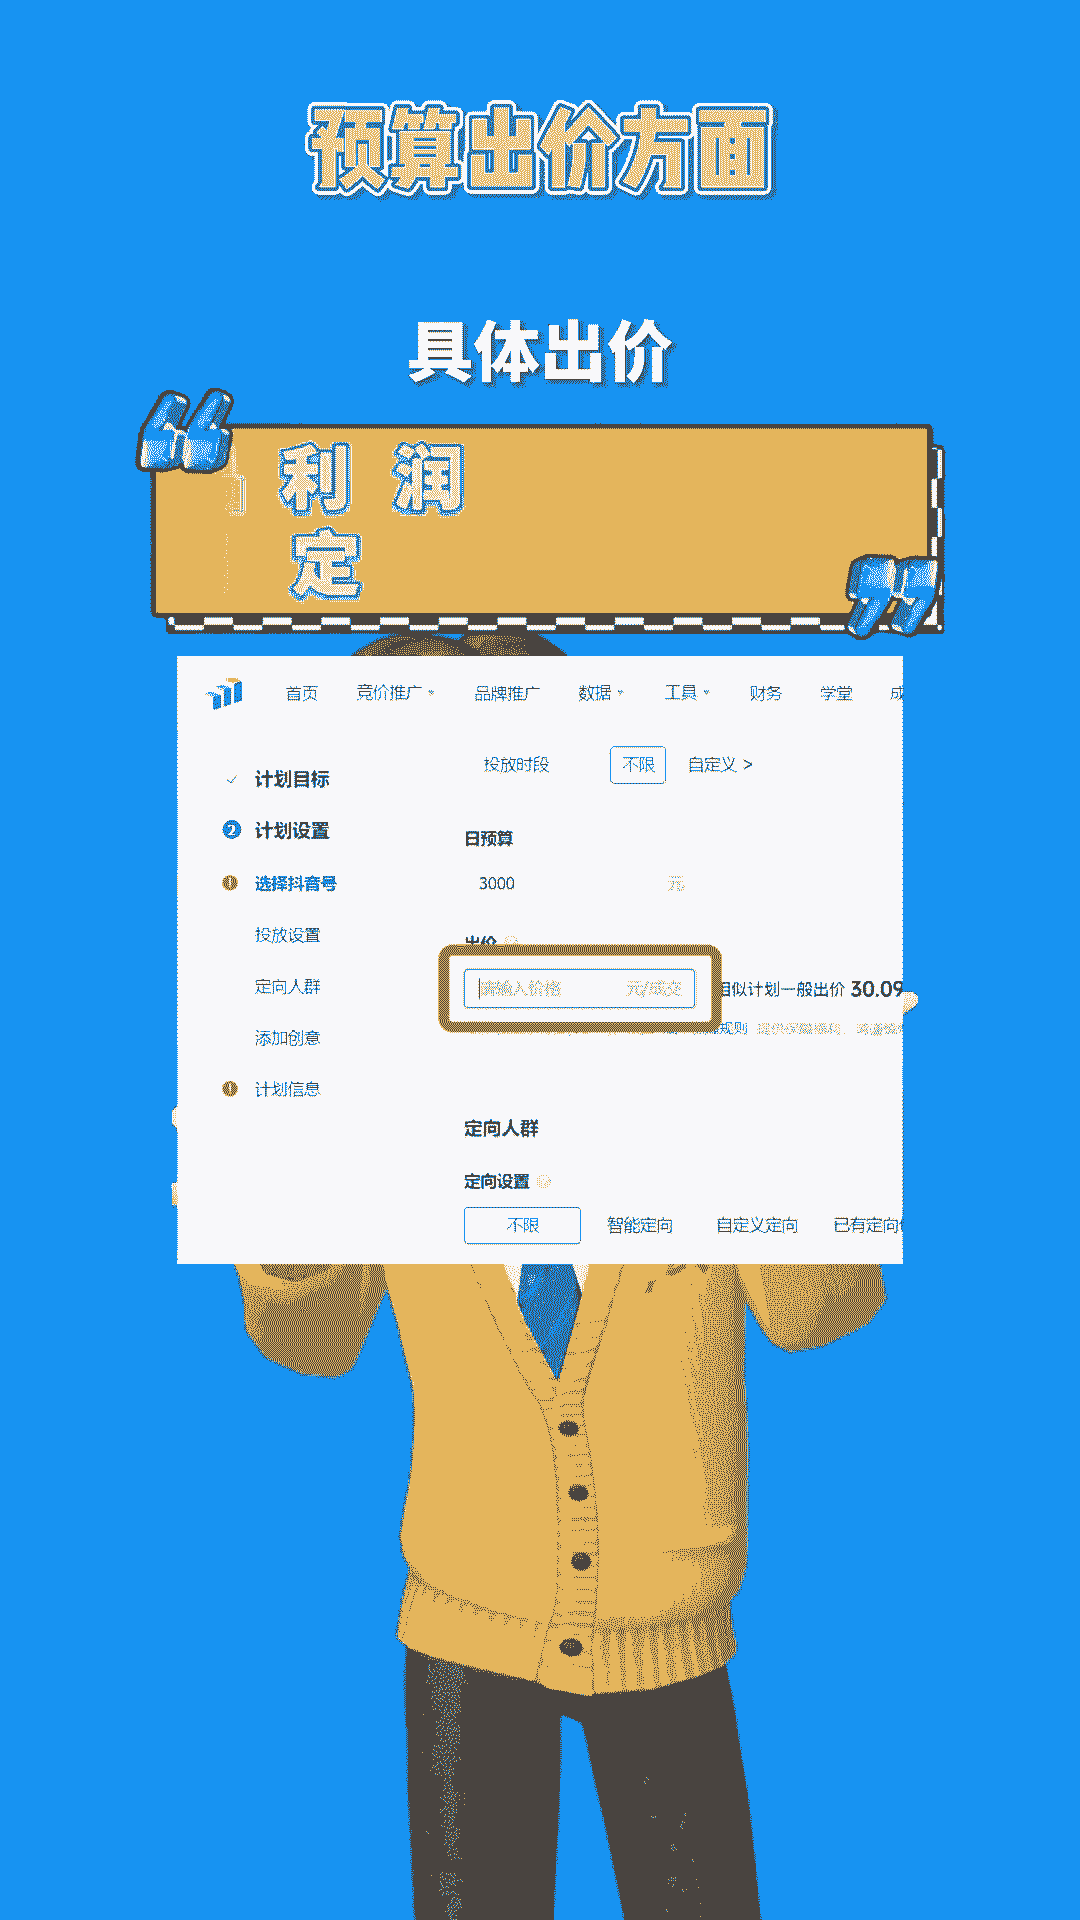 预算出价方面
具体出价
利 润
定
首页 竞价推广 品牌推广 数据 工具 财务 学堂
投放时段 不限 自定义 >
计划目标
2 计划设置
日预算
选择抖音号
3000 元
投放设置
出价
请输入价格 元/成交
相似计划一般出价 30.09
定向人群
规则
添加创意
计划信息
定向人群
定向设置
不限 智能定向 自定义定向 已有定向